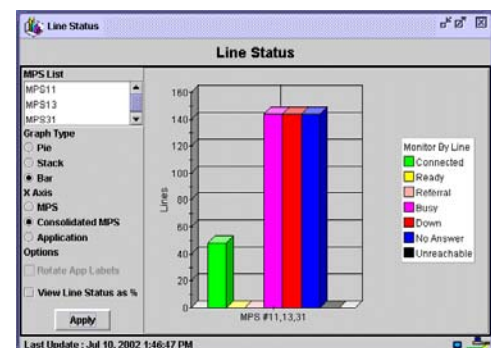 Line Status
Line Status
MPS List
MPS11
MPS13
MPS31
Graph Type
Pie
Stack
Bar
X Axis
MPS
Consolidated MPS
Application
Options
Rotate App Labels
View Line Status as %
Apply
160
140
120
100
80
60
40
20
0
Lines
MPS #11,13,31
Monitor By Line
Connected
Ready
Referral
Busy
Down
No Answer
Unreachable
Last Update : Jul 10, 2002 1:46:47 PM